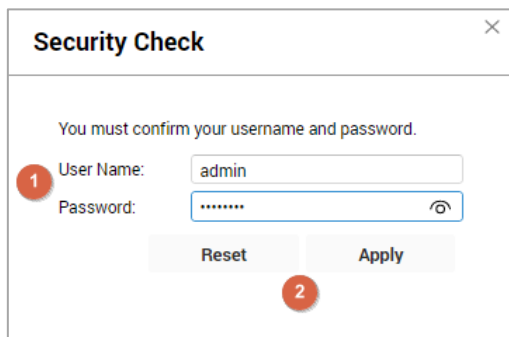 Security Check
You must confirm your username and password.
1
User Name: admin
Password: ••••••••
Reset Apply
2